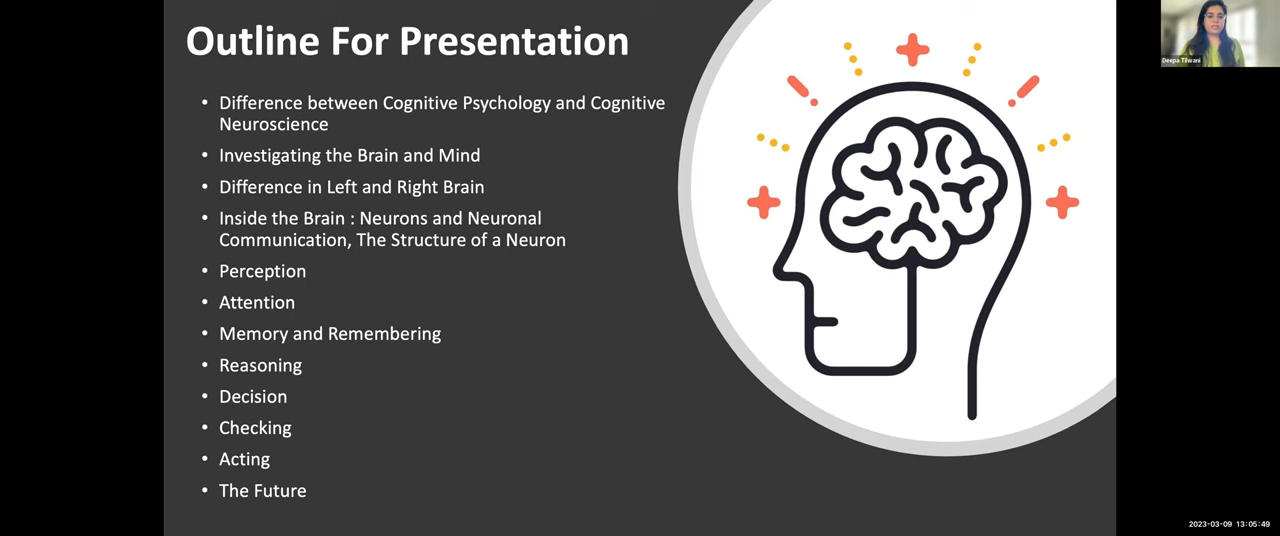 Outline For Presentation
• Difference between Cognitive Psychology and Cognitive
Neuroscience
• Investigating the Brain and Mind
• Difference in Left and Right Brain
• Inside the Brain : Neurons and Neuronal
Communication, The Structure of a Neuron
• Perception
• Attention
• Memory and Remembering
• Reasoning
• Decision
• Checking
• Acting
• The Future
Deepa Tilwani
2023-03-09 13:05:49